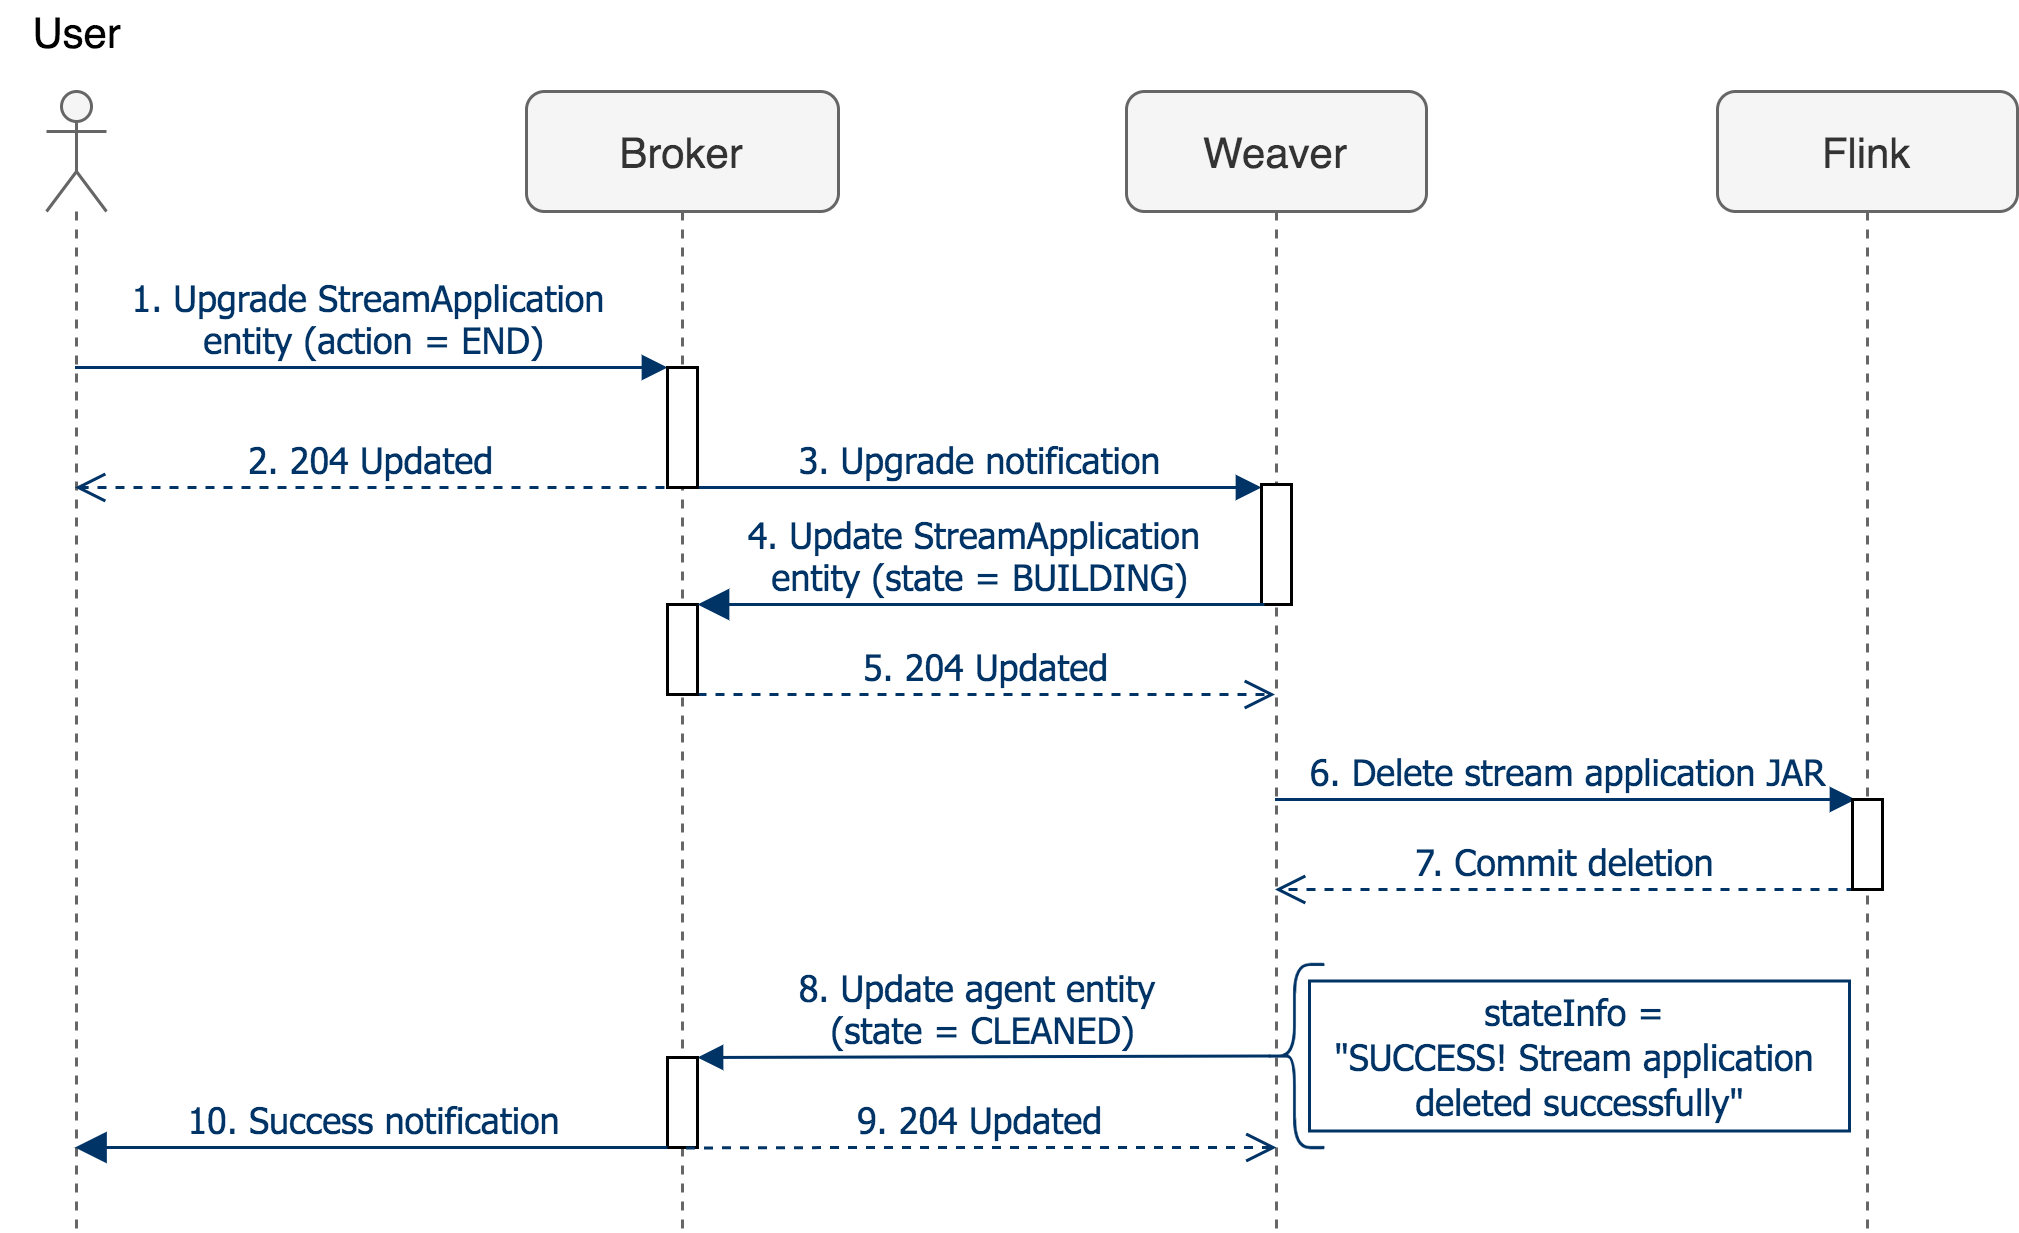 User
Broker
Weaver
Flink
1. Upgrade StreamApplication
entity (action = END)
2. 204 Updated
3. Upgrade notification
4. Update StreamApplication
entity (state = BUILDING)
5. 204 Updated
6. Delete stream application JAR
7. Commit deletion
8. Update agent entity
(state = CLEANED)
stateInfo =
"SUCCESS! Stream application
deleted successfully"
10. Success notification
9. 204 Updated